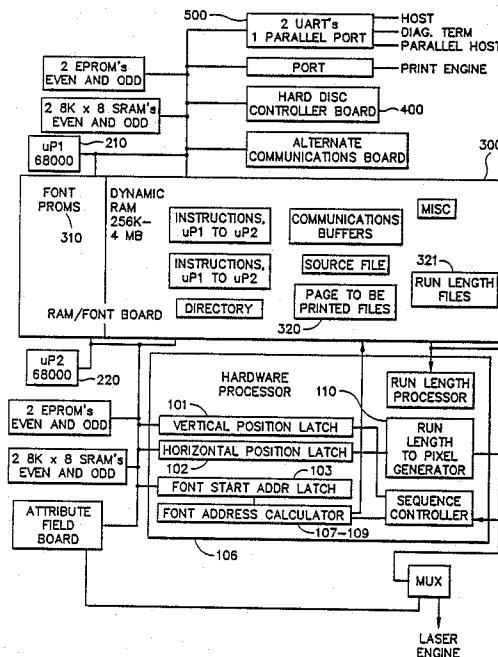 500
2 UART's
1 PARALLEL PORT
HOST
DIAG. TERM
PARALLEL HOST
2 EPROM's
EVEN AND ODD
PORT
PRINT ENGINE
2 8K x 8 SRAM's
EVEN AND ODD
HARD DISC
CONTROLLER BOARD
400
uP1
68000
210
ALTERNATE
COMMUNICATIONS BOARD
300
FONT
PROMS
310
DYNAMIC
RAM
256K-
4 MB
INSTRUCTIONS,
uP1 TO uP2
COMMUNICATIONS
BUFFERS
MISC
INSTRUCTIONS,
uP1 TO uP2
SOURCE FILE
321
RUN LENGTH
FILES
DIRECTORY
PAGE TO BE
PRINTED FILES
320
RAM/FONT BOARD
uP2
68000
220
HARDWARE
PROCESSOR
110
RUN LENGTH
PROCESSOR
2 EPROM's
EVEN AND ODD
101
VERTICAL POSITION LATCH
HORIZONTAL POSITION LATCH
102
RUN
LENGTH
TO PIXEL
GENERATOR
2 8K x 8 SRAM's
EVEN AND ODD
103
FONT START ADDR LATCH
FONT ADDRESS CALCULATOR
107-109
SEQUENCE
CONTROLLER
ATTRIBUTE
FIELD
BOARD
106
MUX
LASER
ENGINE